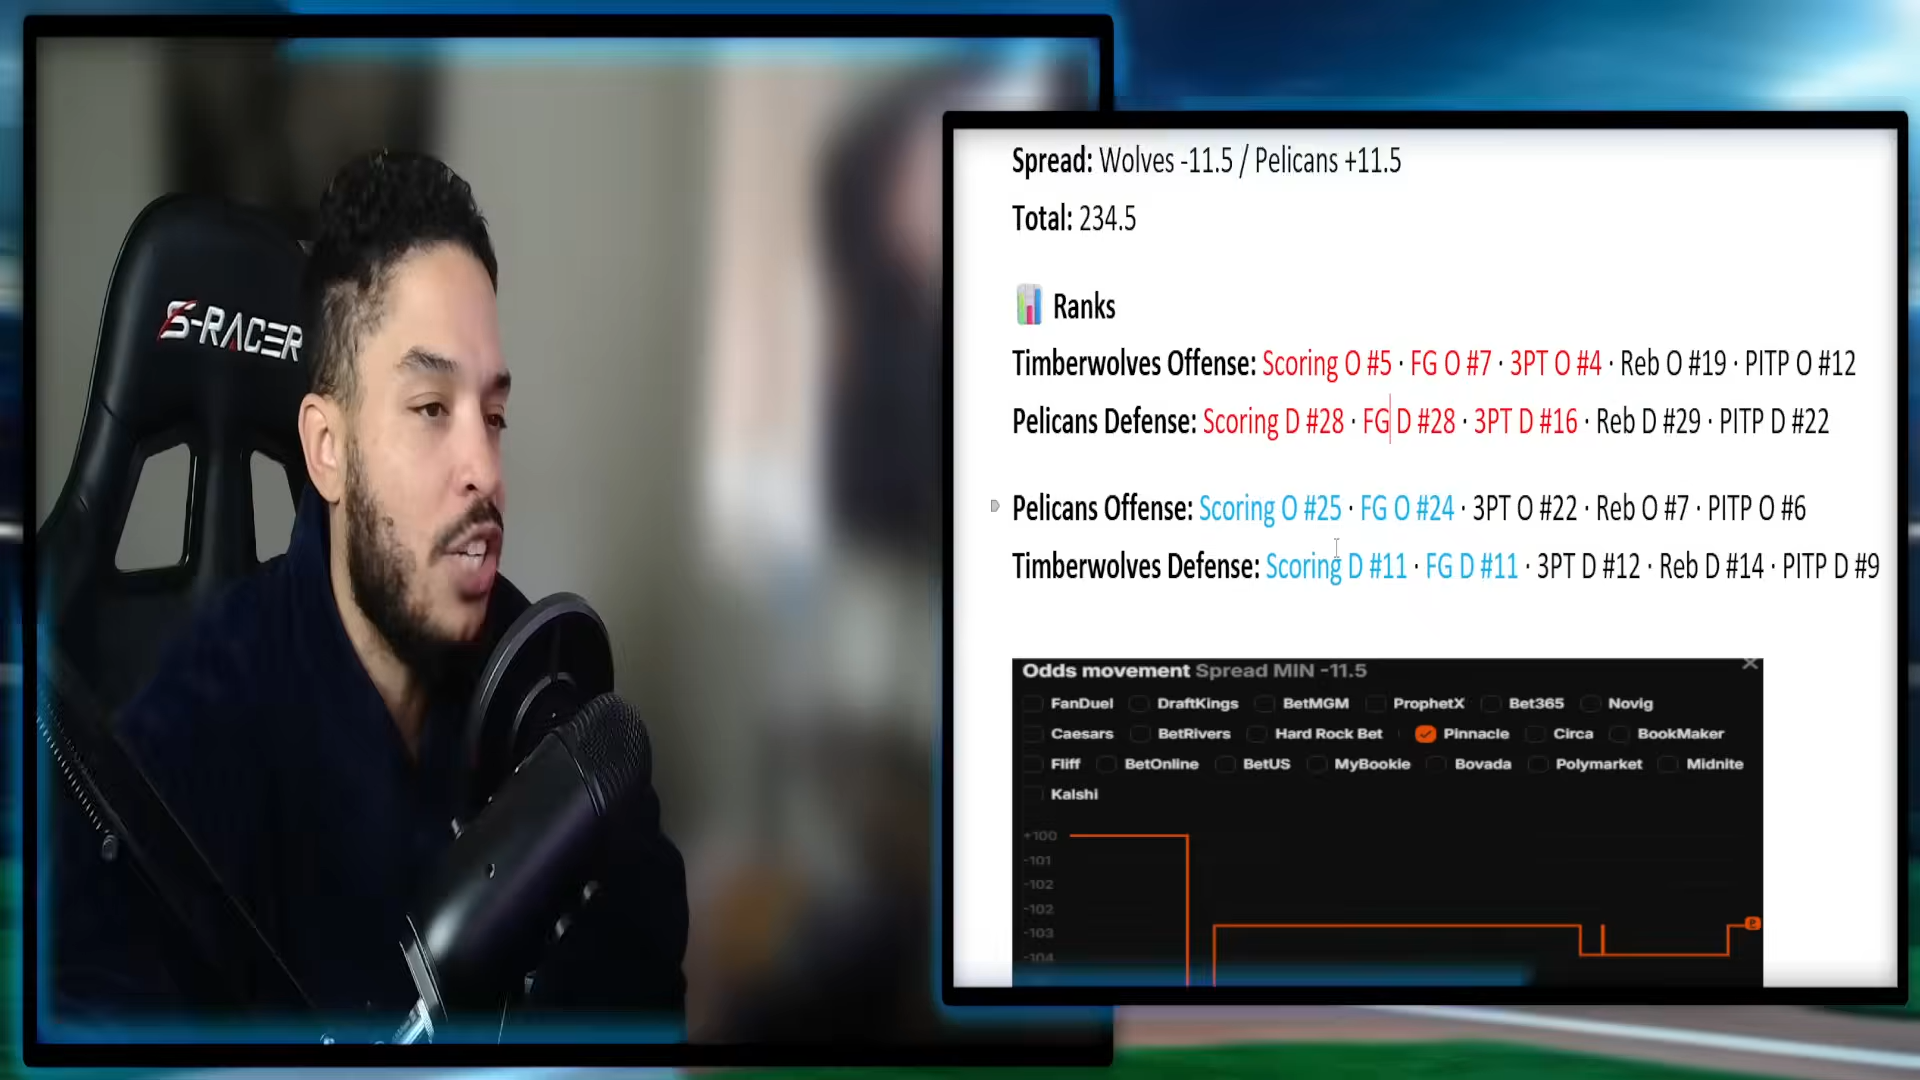 S-RACER
Spread: Wolves -11.5 / Pelicans +11.5
Total: 234.5
Ranks
Timberwolves Offense: Scoring O #5 · FG O #7 · 3PT O #4 · Reb O #19 · PITP O #12
Pelicans Defense: Scoring D #28 · FG D #28 · 3PT D #16 · Reb D #29 · PITP D #22
Pelicans Offense: Scoring O #25 · FG O #24 · 3PT O #22 · Reb O #7 · PITP O #6
Timberwolves Defense: Scoring D #11 · FG D #11 · 3PT D #12 · Reb D #14 · PITP D #9
Odds movement Spread MIN -11.5
FanDuel DraftKings BetMGM ProphetX Bet365 Novig
Caesars BetRivers Hard Rock Bet Pinnacle Circa BookMaker
Fliff BetOnline BetUS MyBookie Bovada Polymarket Midnite
Kalshi
+100
-101
-102
-102
-103
-104